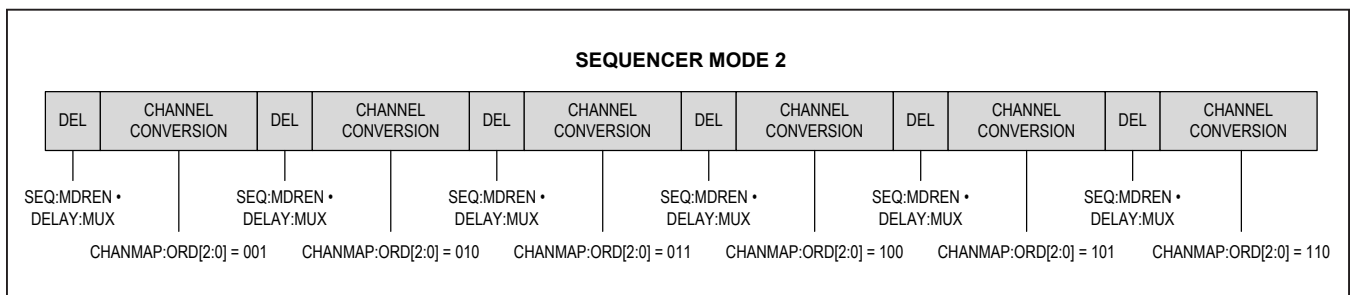 SEQUENCER MODE 2
DEL
CHANNEL
CONVERSION
DEL
CHANNEL
CONVERSION
DEL
CHANNEL
CONVERSION
DEL
CHANNEL
CONVERSION
DEL
CHANNEL
CONVERSION
DEL
CHANNEL
CONVERSION
SEQ:MDREN •
DELAY:MUX
SEQ:MDREN •
DELAY:MUX
SEQ:MDREN •
DELAY:MUX
SEQ:MDREN •
DELAY:MUX
SEQ:MDREN •
DELAY:MUX
SEQ:MDREN •
DELAY:MUX
CHANMAP:ORD[2:0] = 001
CHANMAP:ORD[2:0] = 010
CHANMAP:ORD[2:0] = 011
CHANMAP:ORD[2:0] = 100
CHANMAP:ORD[2:0] = 101
CHANMAP:ORD[2:0] = 110